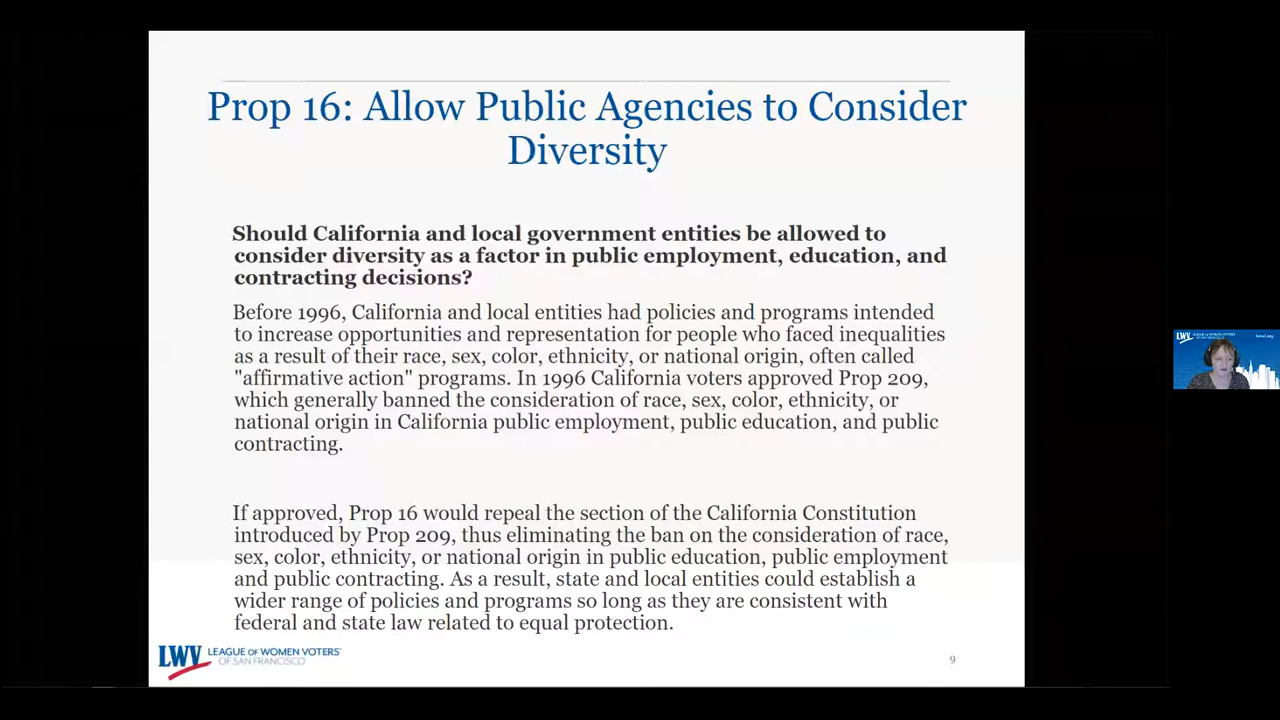 Prop 16: Allow Public Agencies to Consider
Diversity
Should California and local government entities be allowed to
consider diversity as a factor in public employment, education, and
contracting decisions?
Before 1996, California and local entities had policies and programs intended
to increase opportunities and representation for people who faced inequalities
as a result of their race, sex, color, ethnicity, or national origin, often called
"affirmative action" programs. In 1996 California voters approved Prop 209,
which generally banned the consideration of race, sex, color, ethnicity, or
national origin in California public employment, public education, and public
contracting.
If approved, Prop 16 would repeal the section of the California Constitution
introduced by Prop 209, thus eliminating the ban on the consideration of race,
sex, color, ethnicity, or national origin in public education, public employment
and public contracting. As a result, state and local entities could establish a
wider range of policies and programs so long as they are consistent with
federal and state law related to equal protection.
LWV LEAGUE OF WOMEN VOTERS®
OF SAN FRANCISCO
9
LWV LEAGUE OF WOMEN VOTERS